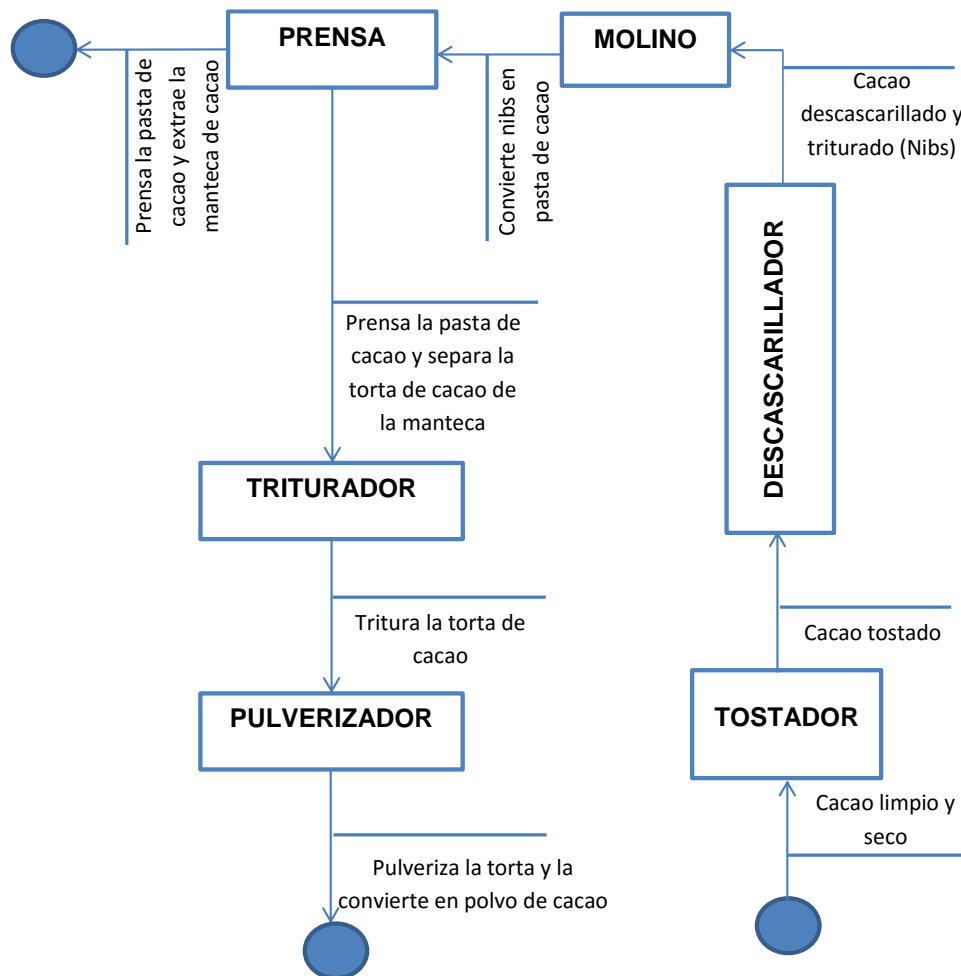 PRENSA
MOLINO
Prensa la pasta de
cacao y extrae la
manteca de cacao
Convierte nibs en
pasta de cacao
Cacao
descascarillado y
triturado (Nibs)
DESCASCARILLADOR
Prensa la pasta de
cacao y separa la
torta de cacao de
la manteca
TRITURADOR
Tritura la torta de
cacao
Cacao tostado
PULVERIZADOR
TOSTADOR
Cacao limpio y
seco
Pulveriza la torta y la
convierte en polvo de cacao